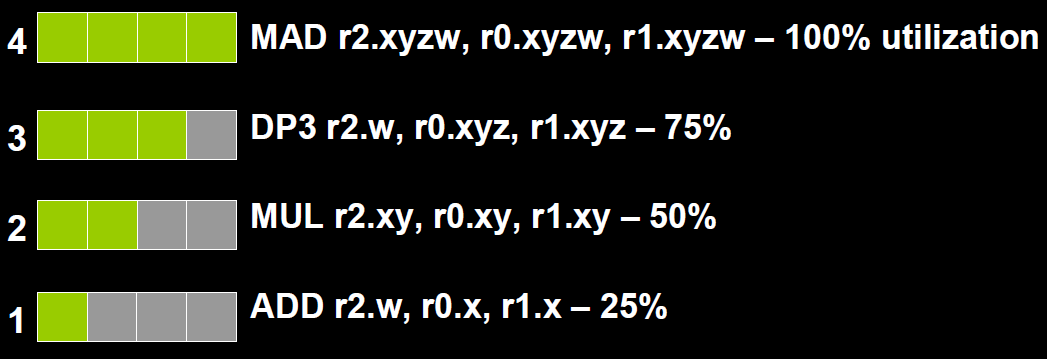 4 MAD r2.xyzw, r0.xyzw, r1.xyzw – 100% utilization
3 DP3 r2.w, r0.xyz, r1.xyz – 75%
2 MUL r2.xy, r0.xy, r1.xy – 50%
1 ADD r2.w, r0.x, r1.x – 25%